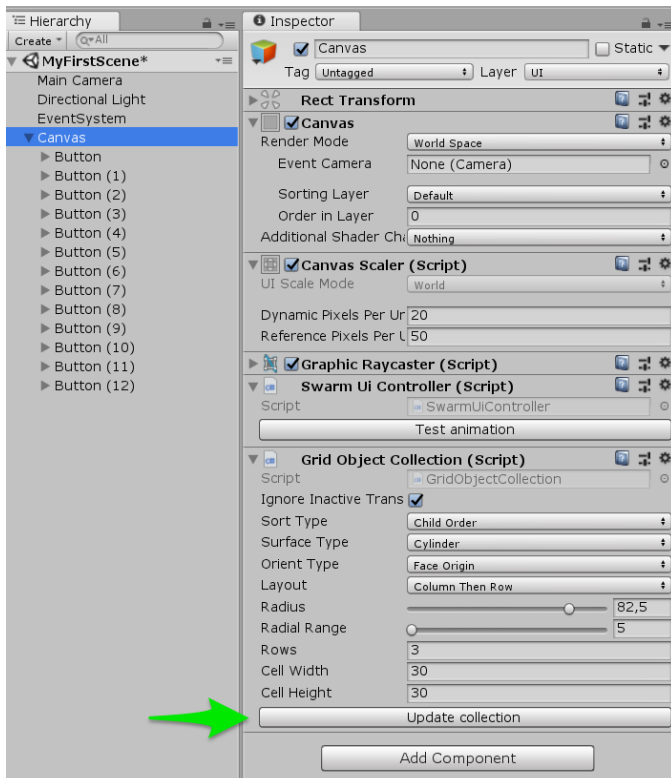 Hierarchy
Create
All
MyFirstScene*
Main Camera
Directional Light
EventSystem
Canvas
Button
Button (1)
Button (2)
Button (3)
Button (4)
Button (5)
Button (6)
Button (7)
Button (8)
Button (9)
Button (10)
Button (11)
Button (12)
Inspector
Canvas Static
Tag Untagged Layer UI
Rect Transform
Canvas
Render Mode World Space
Event Camera None (Camera)
Sorting Layer Default
Order in Layer 0
Additional Shader Cha Nothing
Canvas Scaler (Script)
UI Scale Mode World
Dynamic Pixels Per Ur 20
Reference Pixels Per U 50
Graphic Raycaster (Script)
Swarm Ui Controller (Script)
Script SwarmUiController
Test animation
Grid Object Collection (Script)
Script GridObjectCollection
Ignore Inactive Trans
Sort Type Child Order
Surface Type Cylinder
Orient Type Face Origin
Layout Column Then Row
Radius 82,5
Radial Range 5
Rows 3
Cell Width 30
Cell Height 30
Update collection
Add Component